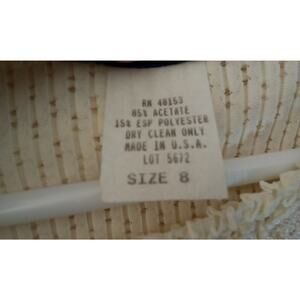 RN 40153
85% ACETATE
15% ESP POLYESTER
DRY CLEAN ONLY
MADE IN U.S.A.
LOT 5672
SIZE 8